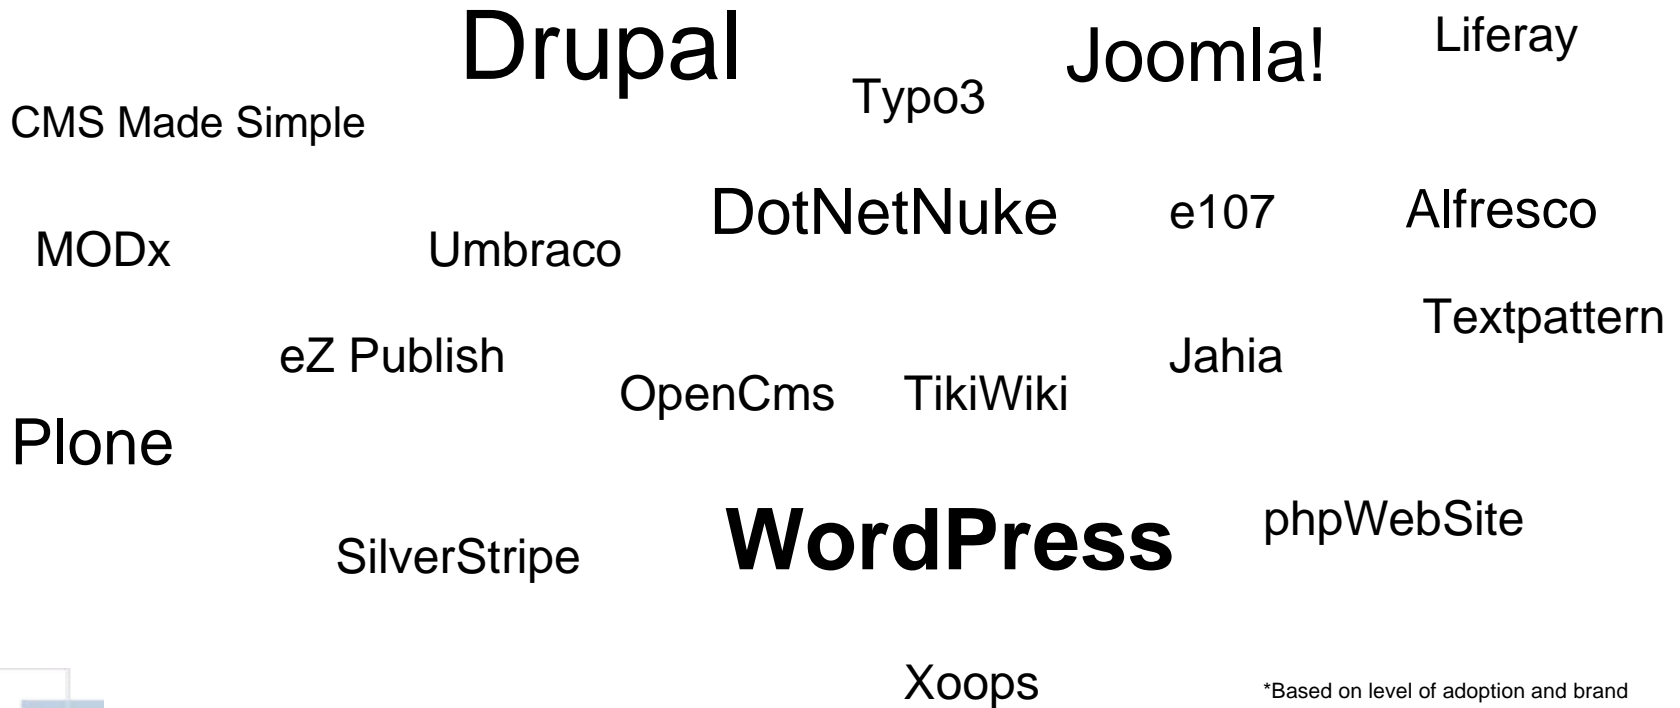 Drupal
Joomla!
Liferay
Typo3
CMS Made Simple
DotNetNuke
e107
Alfresco
MODx
Umbraco
Textpattern
eZ Publish
Jahia
OpenCms
TikiWiki
Plone
WordPress
phpWebSite
SilverStripe
Xoops
*Based on level of adoption and brand